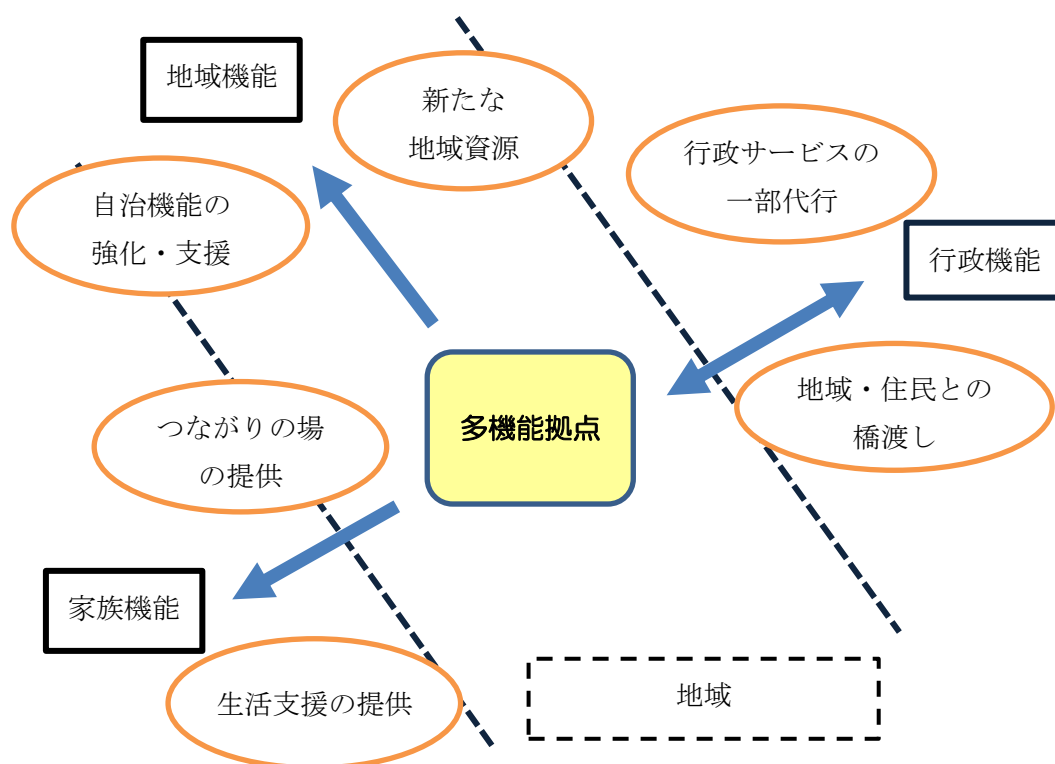 地域機能
新たな
地域資源
行政サービスの
一部代行
自治機能の
強化・支援
行政機能
多機能拠点
地域・住民との
橋渡し
つながりの場
の提供
家族機能
生活支援の提供
地域